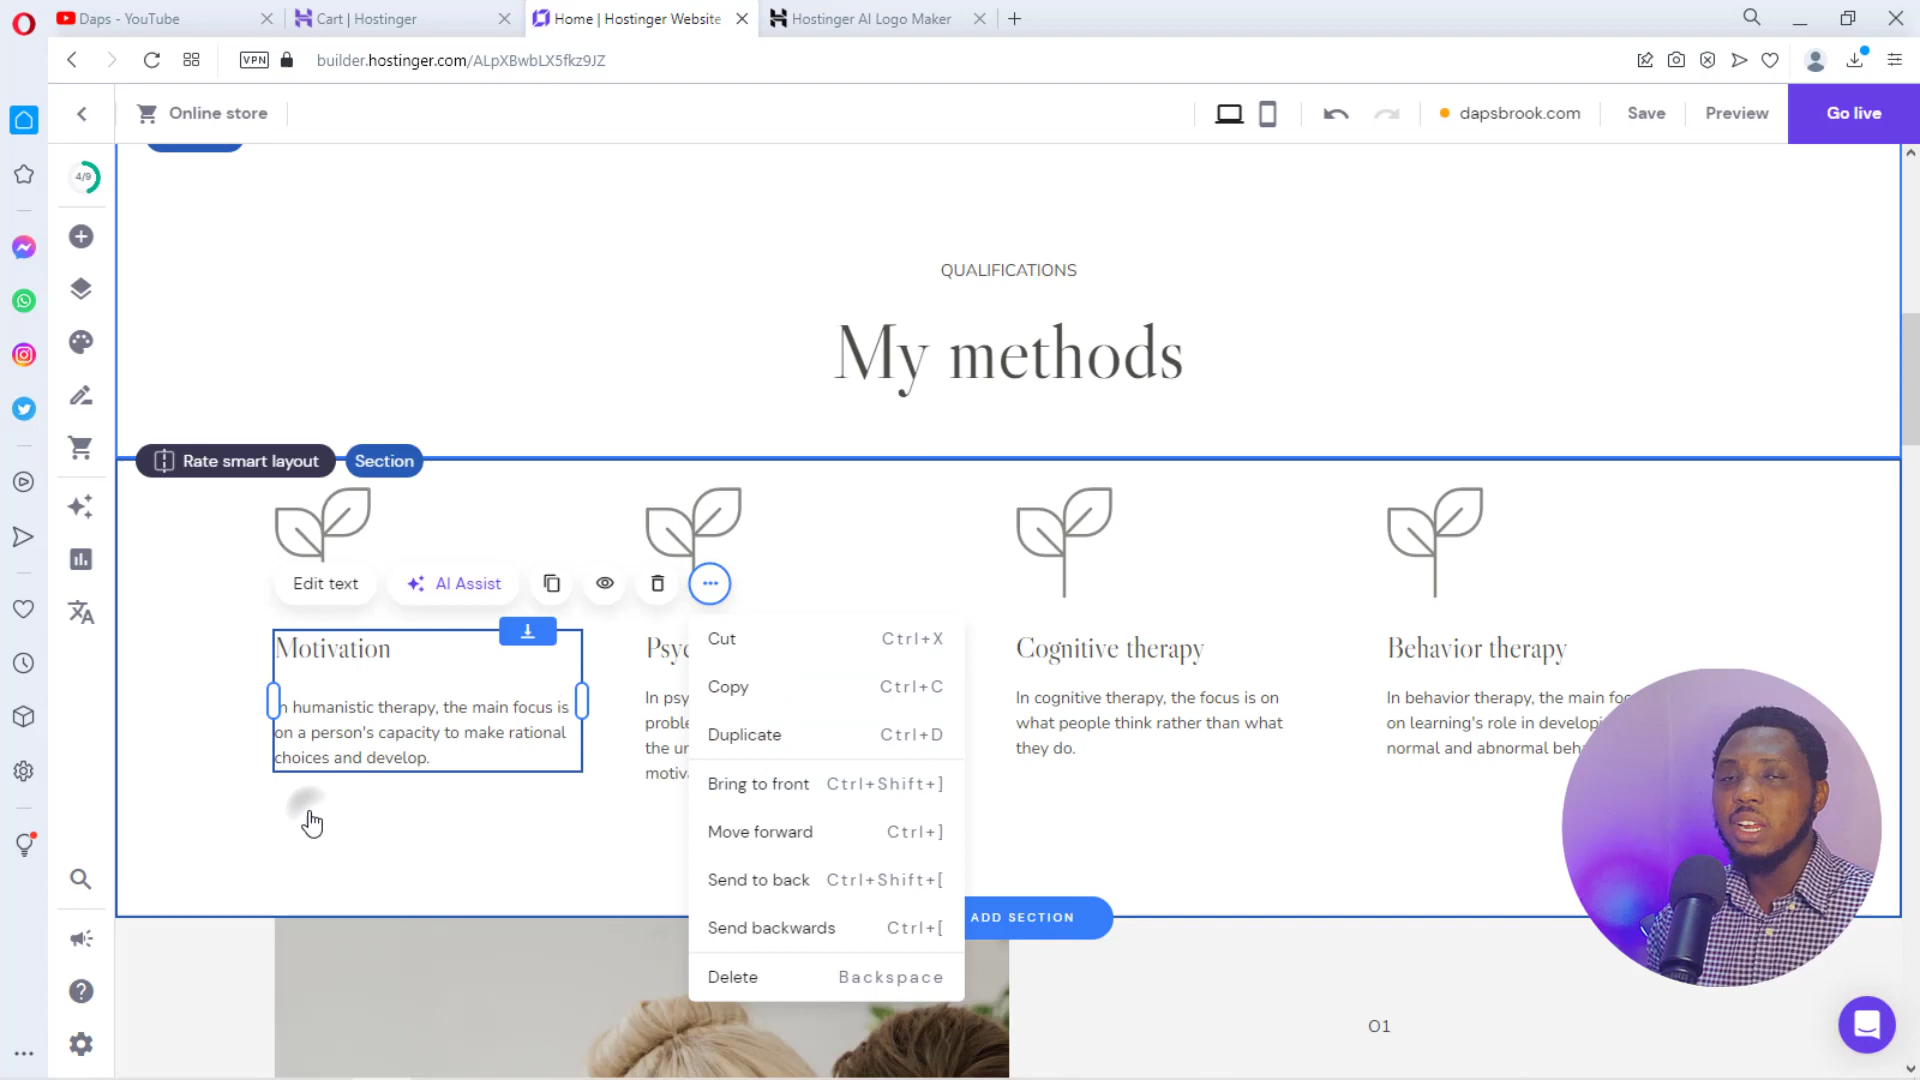 Daps - YouTube
Cart | Hostinger
Home | Hostinger Website
Hostinger AI Logo Maker
VPN
builder.hostinger.com/ALpXBwbLX5fkz9JZ
Online store
dapsbrook.com
Save
Preview
Go live
4/9
QUALIFICATIONS
My methods
Rate smart layout
Section
Edit text
AI Assist
Motivation
In humanistic therapy, the main focus is
on a person's capacity to make rational
choices and develop.
Psyc
In psy
proble
the ur
motiva
Cut Ctrl+X
Copy Ctrl+C
Duplicate Ctrl+D
Bring to front Ctrl+Shift+]
Move forward Ctrl+]
Send to back Ctrl+Shift+[
Send backwards Ctrl+[
Delete Backspace
Cognitive therapy
In cognitive therapy, the focus is on
what people think rather than what
they do.
Behavior therapy
In behavior therapy, the main
on learning's role in
normal and abnormal
ADD SECTION
01